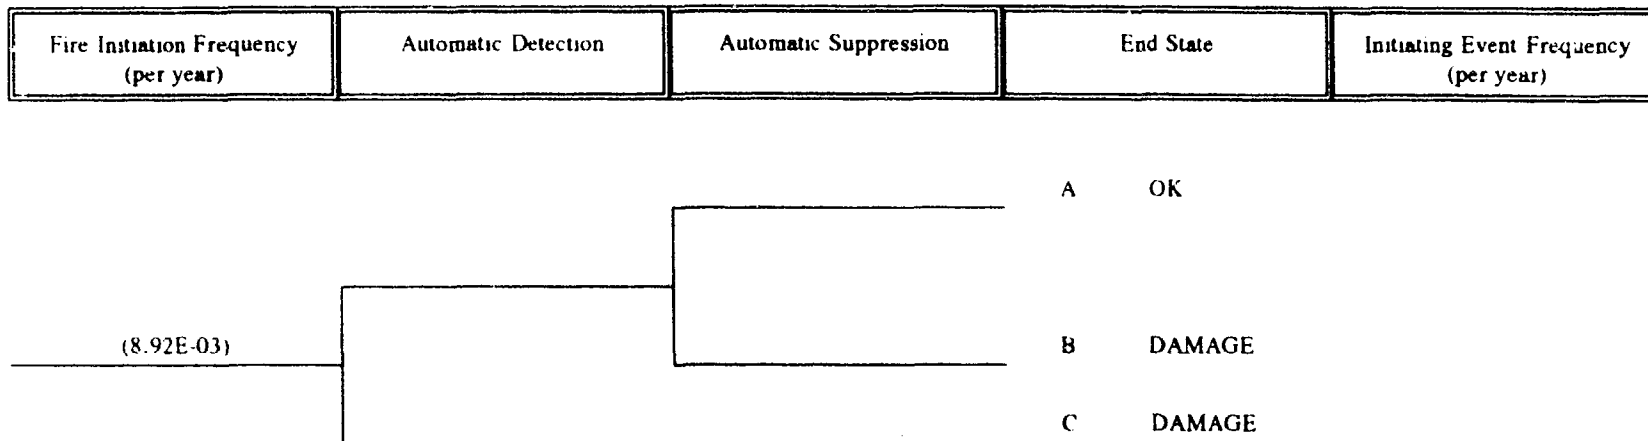 Fire Initiation Frequency
(per year)
Automatic Detection
Automatic Suppression
End State
Initiating Event Frequency
(per year)
A OK
(8.92E-03)
B DAMAGE
C DAMAGE